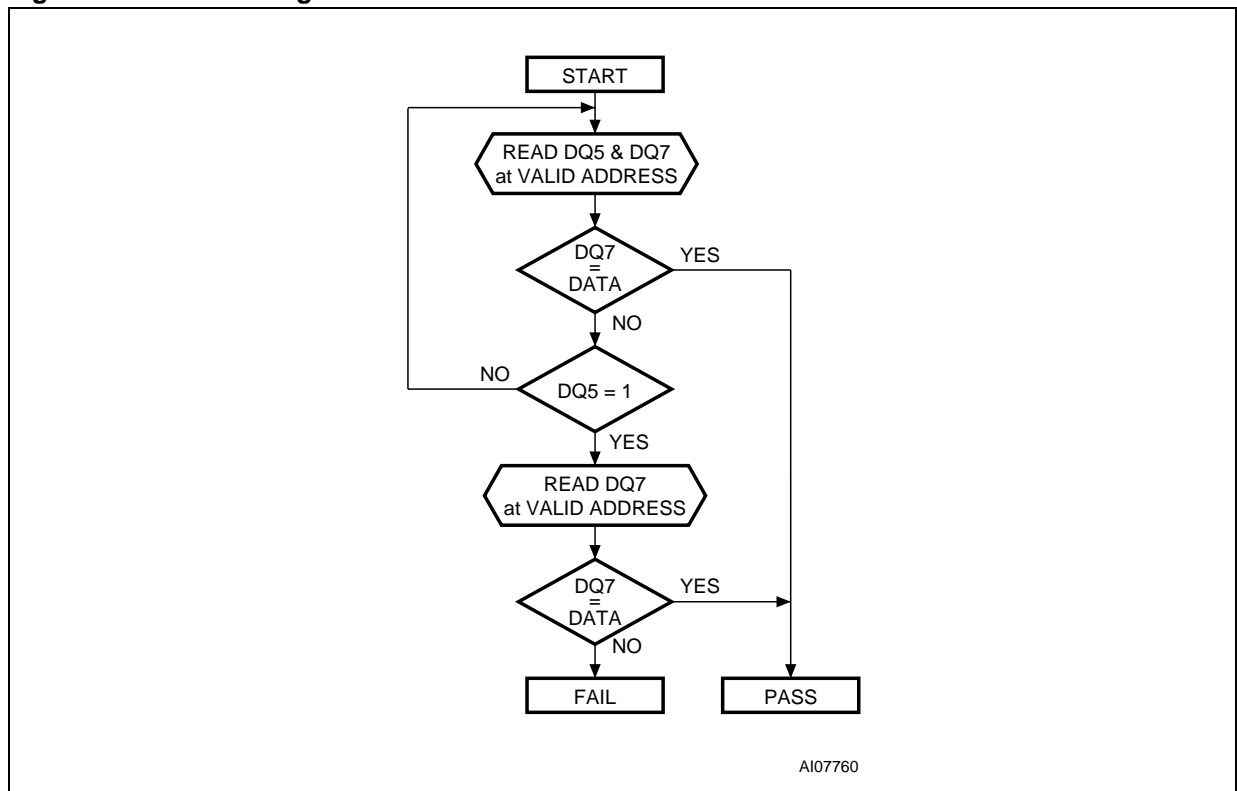 START
READ DQ5 & DQ7
at VALID ADDRESS
DQ7
=
DATA
YES
NO
DQ5 = 1
NO
YES
READ DQ7
at VALID ADDRESS
DQ7
=
DATA
YES
NO
FAIL
PASS
AI07760